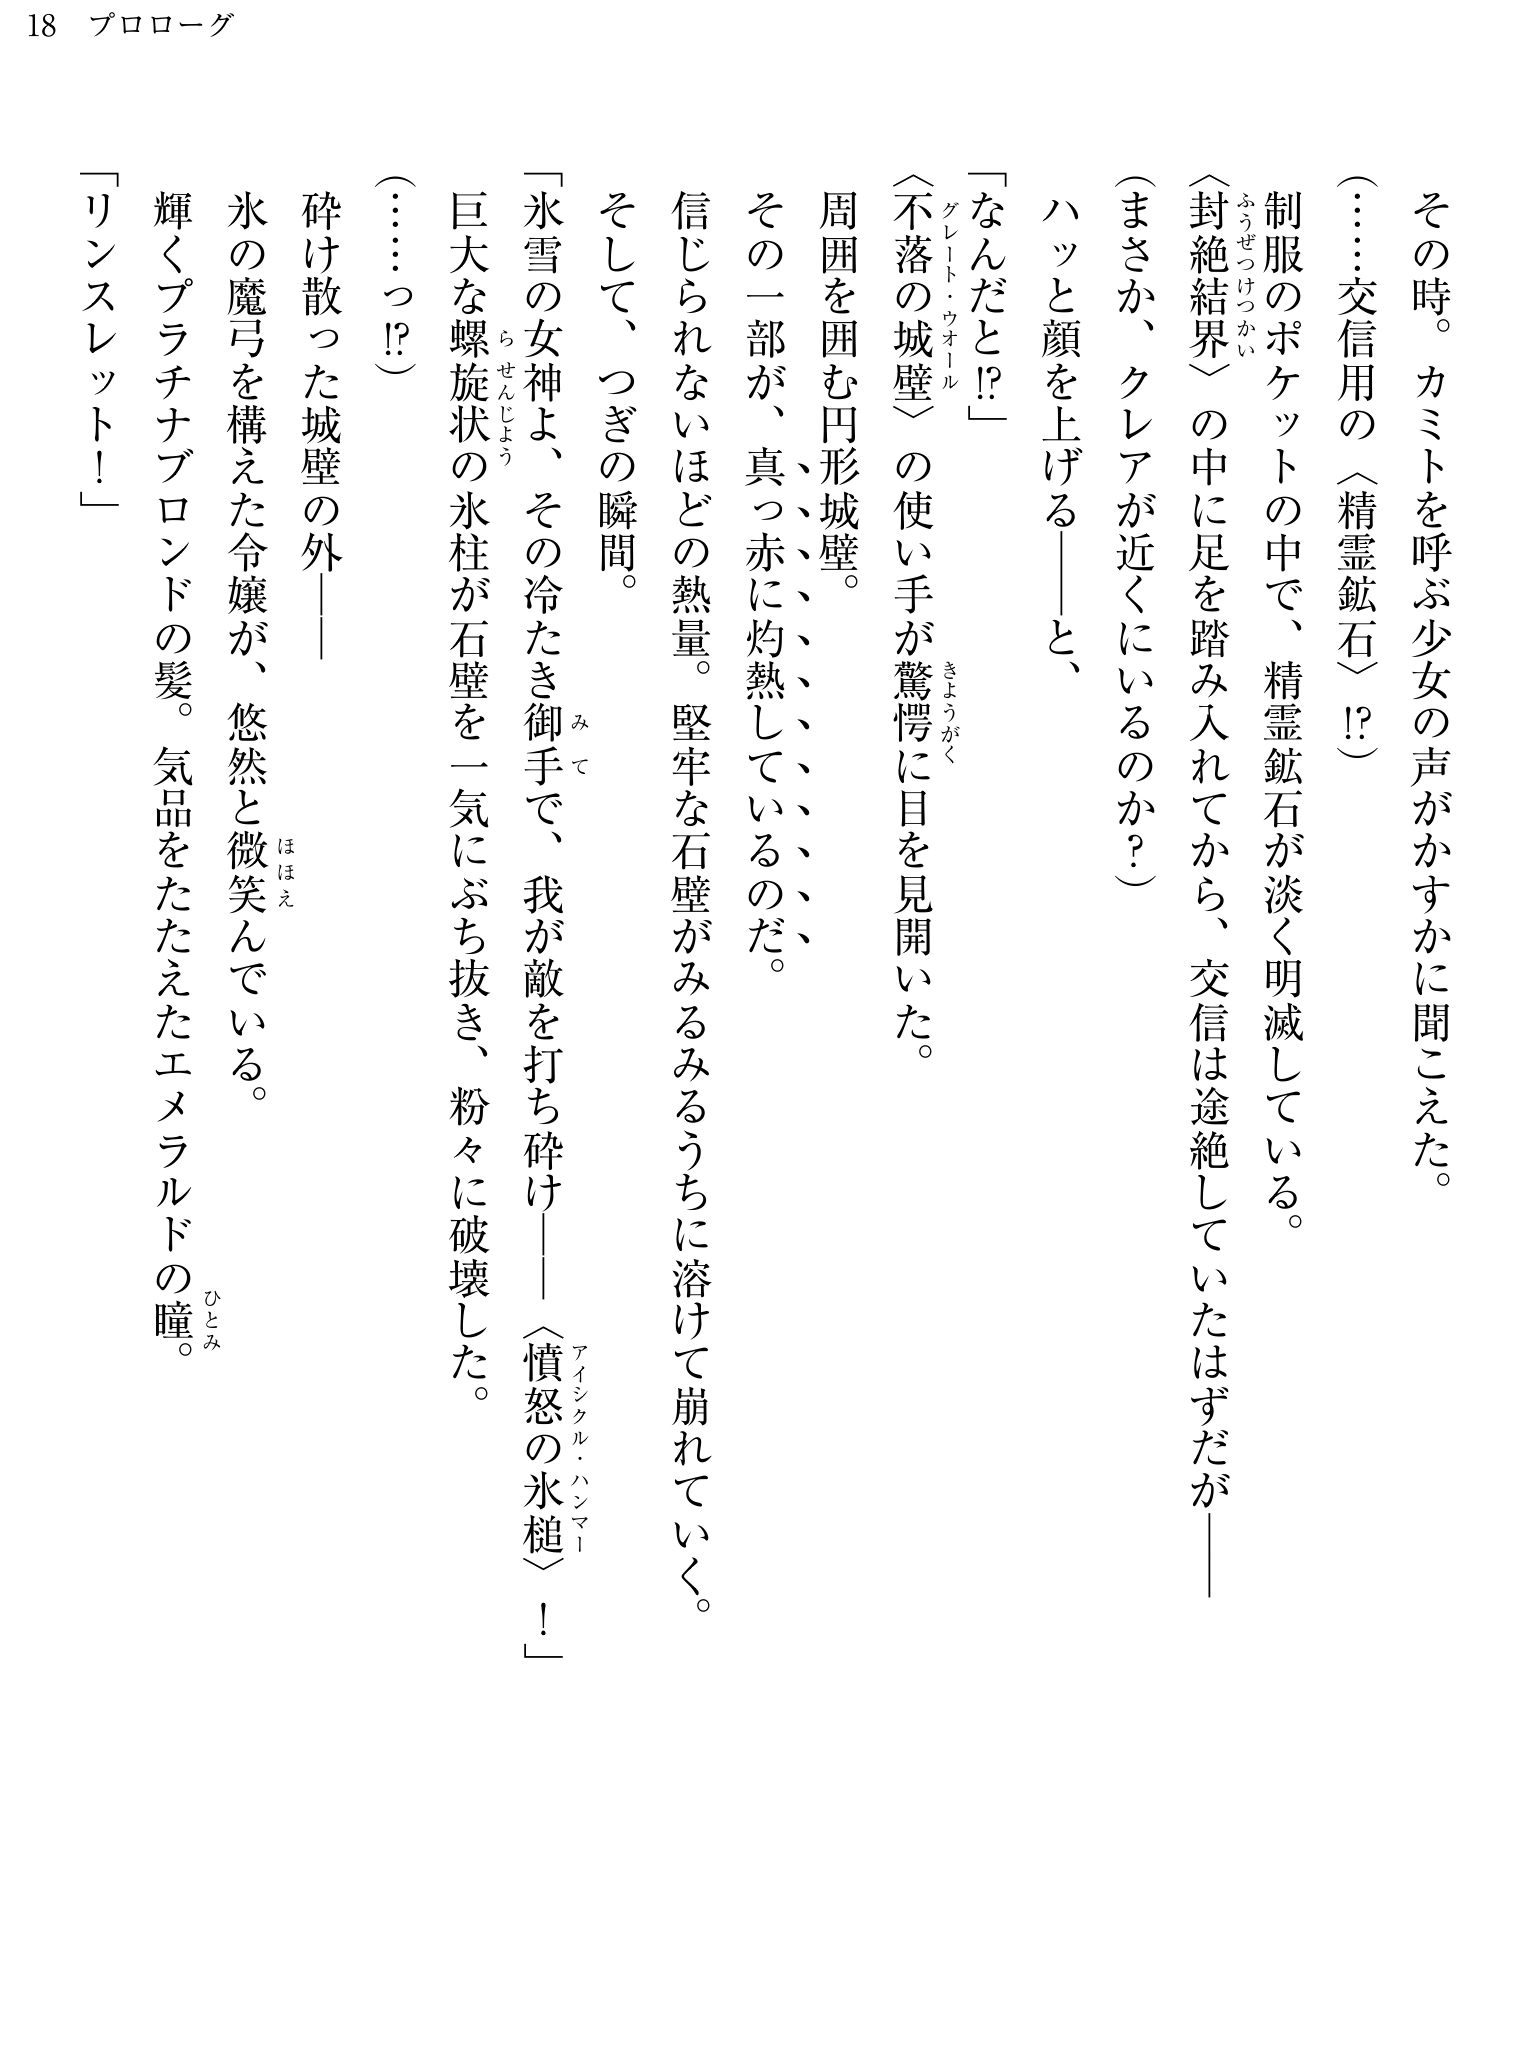 18 プロローグ
その時。カミトを呼ぶ少女の声がかすかに聞こえた。
(……交信用の〈精霊鉱石〉!?)
制服のポケットの中で、精霊鉱石が淡く明滅している。
〈封絶結界〉の中に足を踏み入れてから、交信は途絶していたはずだが――
(まさか、クレアが近くにいるのか?)
ハッと顔を上げる――と、
「なんだと!?」
〈不落の城壁〉の使い手が驚愕に目を見開いた。
周囲を囲む円形城壁。
その一部が、真っ赤に灼熱しているのだ。
信じられないほどの熱量。堅牢な石壁がみるみるうちに溶けて崩れていく。
そして、つぎの瞬間。
「氷雪の女神よ、その冷たき御手で、我が敵を打ち砕け――〈憤怒の氷槌〉!」
巨大な螺旋状の氷柱が石壁を一気にぶち抜き、粉々に破壊した。
(……っ!?)
砕け散った城壁の外――
氷の魔弓を構えた令嬢が、悠然と微笑んでいる。
輝くプラチナブロンドの髪。気品をたたえたエメラルドの瞳。
「リンスレット!」